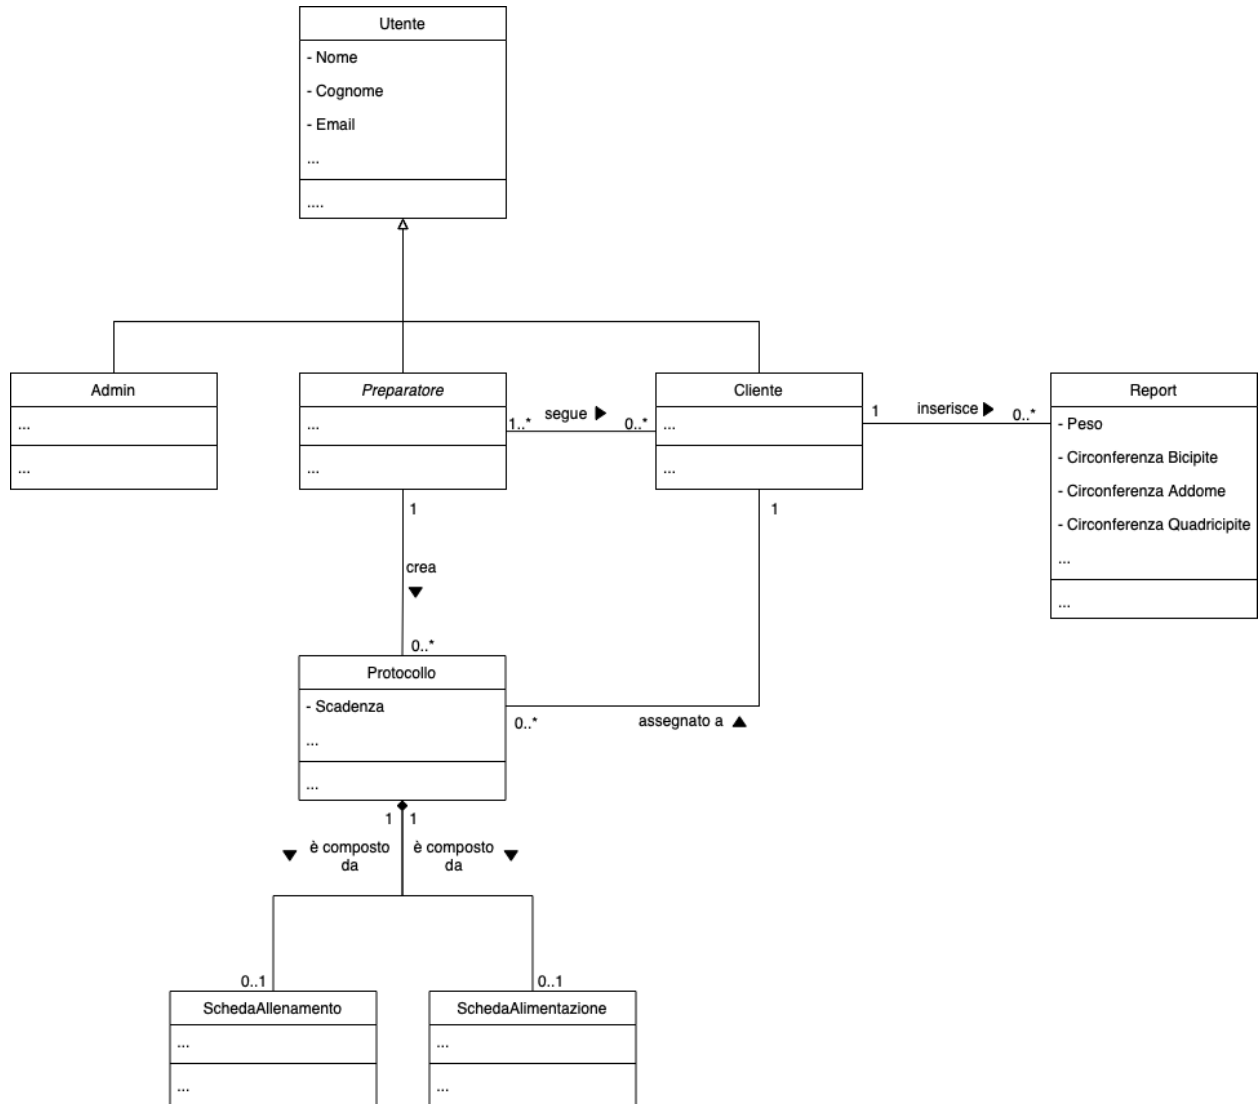 Utente
- Nome
- Cognome
- Email
...
....
Admin
...
...
Preparatore
...
...
1..*
segue
0..*
Cliente
...
...
1
inserisce
0..*
Report
- Peso
- Circonferenza Bicipite
- Circonferenza Addome
- Circonferenza Quadricipite
...
...
1
crea
0..*
1
assegnato a
0..*
Protocollo
- Scadenza
...
...
1
1
è composto
da
è composto
da
0..1
0..1
SchedaAllenamento
...
...
SchedaAlimentazione
...
...